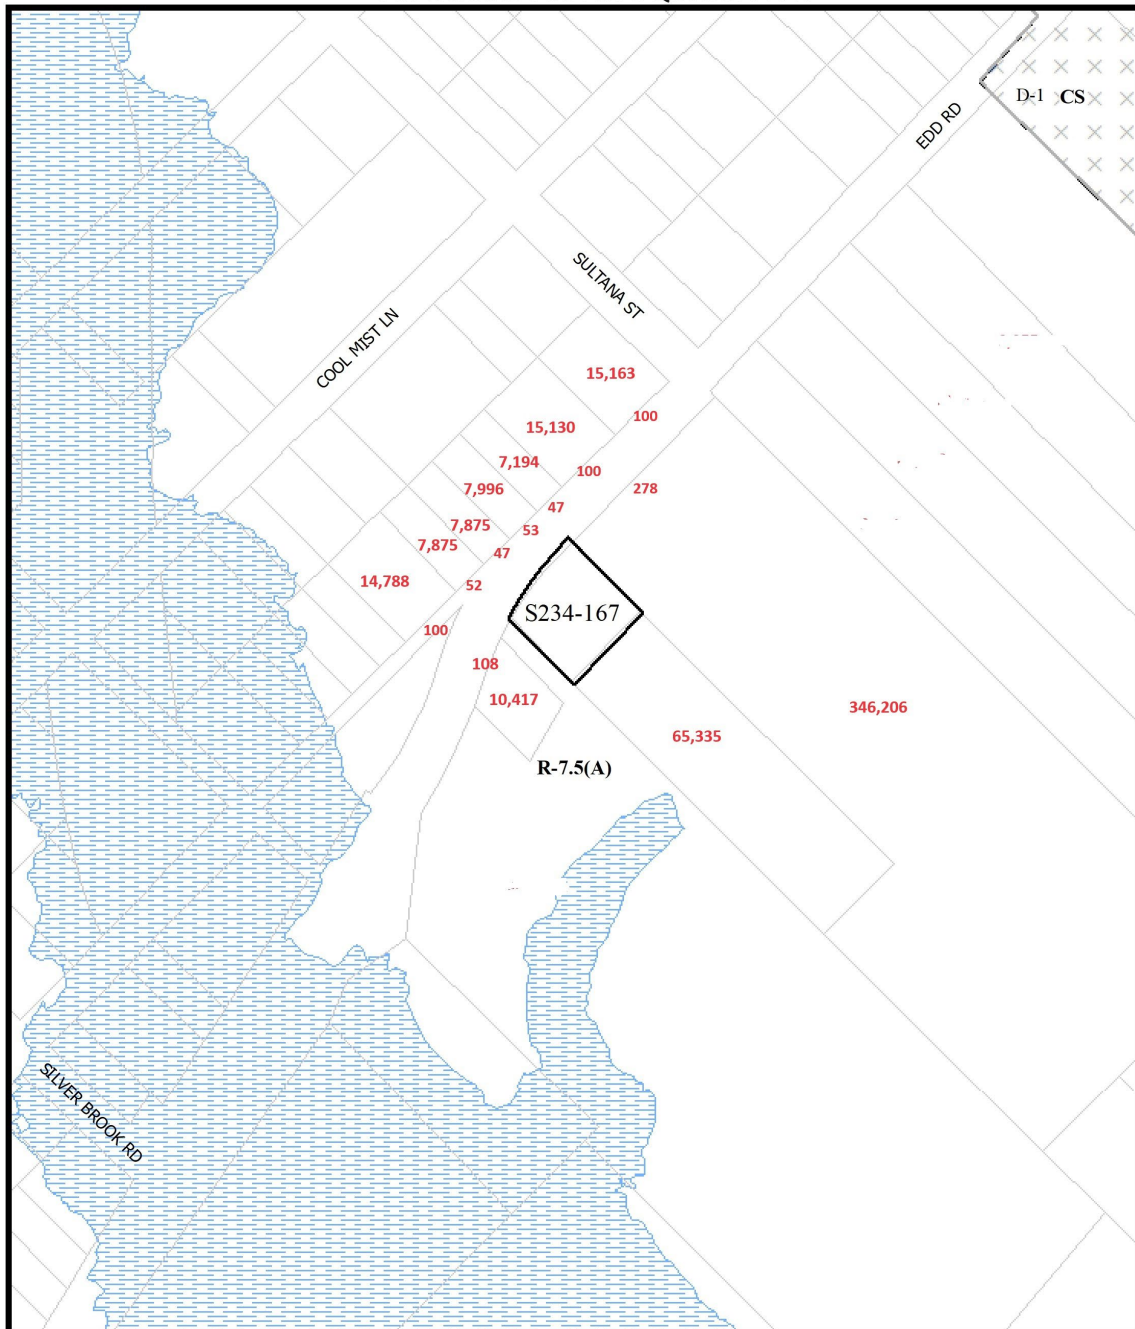 D-1 CS
EDD RD
SULTANA ST
COOL MIST LN
15,163
100
15,130
7,194
100
7,996
278
47
7,875
53
7,875
47
14,788
52
S234-167
100
108
10,417
346,206
65,335
R-7.5(A)
SILVER BROOK RD